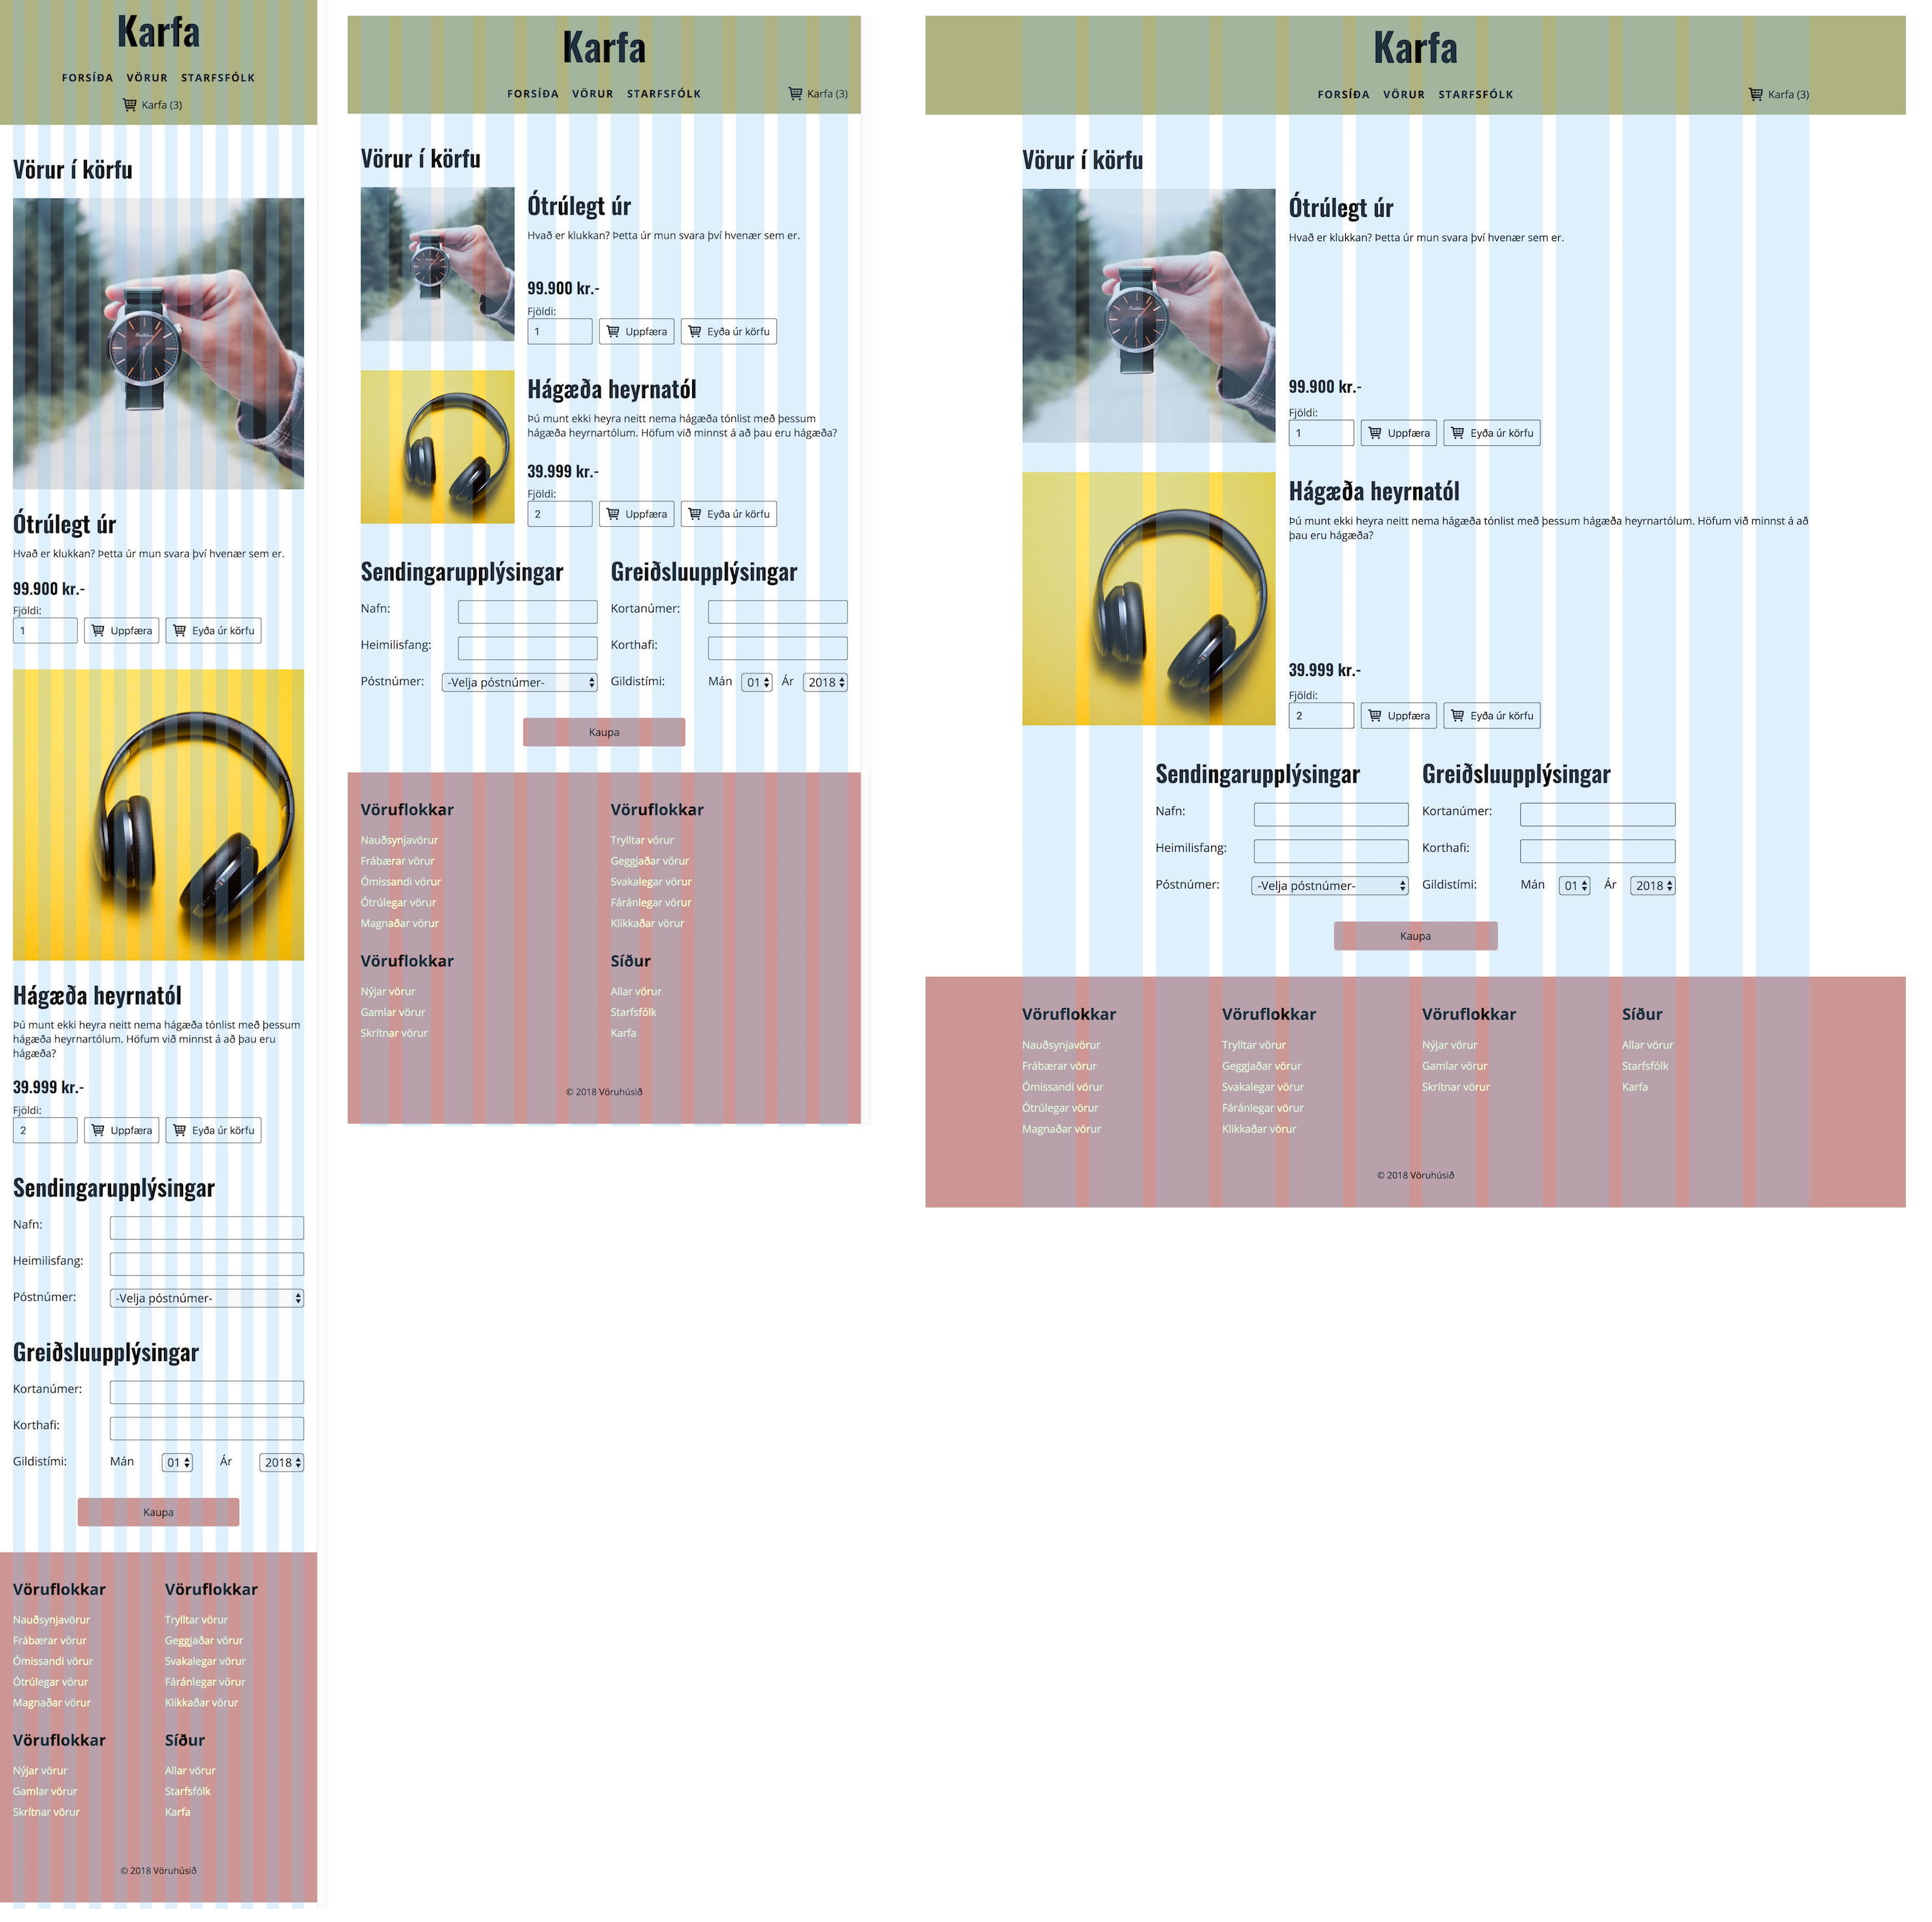 Karfa
FORSÍÐA VÖRUR STARFSFÓLK
Karfa (3)
Vörur í körfu
Ótrúlegt úr
Hvað er klukkan? Þetta úr mun svara því hvenær sem er.
99.900 kr.-
Fjöldi:
1 Uppfæra Eyða úr körfu
Hágæða heyrnatól
Þú munt ekki heyra neitt nema hágæða tónlist með þessum
hágæða heyrnartólum. Höfum við minnst á að þau eru
hágæða?
39.999 kr.-
Fjöldi:
2 Uppfæra Eyða úr körfu
Sendingarupplýsingar
Nafn:
Heimilisfang:
Póstnúmer: -Velja póstnúmer-
Greiðsluupplýsingar
Kortanúmer:
Korthafi:
Gildistími: Mán 01 Ár 2018
Kaupa
Vöruflokkar Vöruflokkar
Nauðsynjavörur Trylltar vörur
Frábærar vörur Geggjaðar vörur
Ómissandi vörur Svakalegar vörur
Ótrúlegar vörur Fáránlegar vörur
Magnaðar vörur Klikkaðar vörur
Vöruflokkar Síður
Nýjar vörur Allar vörur
Gamlar vörur Starfsfólk
Skrítnar vörur Karfa
© 2018 Vöruhúsið
Karfa
FORSÍÐA VÖRUR STARFSFÓLK Karfa (3)
Vörur í körfu
Ótrúlegt úr
Hvað er klukkan? Þetta úr mun svara því hvenær sem er.
99.900 kr.-
Fjöldi:
1 Uppfæra Eyða úr körfu
Hágæða heyrnatól
Þú munt ekki heyra neitt nema hágæða tónlist með þessum
hágæða heyrnartólum. Höfum við minnst á að þau eru hágæða?
39.999 kr.-
Fjöldi:
2 Uppfæra Eyða úr körfu
Sendingarupplýsingar Greiðsluupplýsingar
Nafn: Kortanúmer:
Heimilisfang: Korthafi:
Póstnúmer: -Velja póstnúmer- Gildistími: Mán 01 Ár 2018
Kaupa
Vöruflokkar Vöruflokkar
Nauðsynjavörur Trylltar vörur
Frábærar vörur Geggjaðar vörur
Ómissandi vörur Svakalegar vörur
Ótrúlegar vörur Fáránlegar vörur
Magnaðar vörur Klikkaðar vörur
Vöruflokkar Síður
Nýjar vörur Allar vörur
Gamlar vörur Starfsfólk
Skrítnar vörur Karfa
© 2018 Vöruhúsið
Karfa
FORSÍÐA VÖRUR STARFSFÓLK Karfa (3)
Vörur í körfu
Ótrúlegt úr
Hvað er klukkan? Þetta úr mun svara því hvenær sem er.
99.900 kr.-
Fjöldi:
1 Uppfæra Eyða úr körfu
Hágæða heyrnatól
Þú munt ekki heyra neitt nema hágæða tónlist með þessum hágæða heyrnartólum. Höfum við minnst á að
þau eru hágæða?
39.999 kr.-
Fjöldi:
2 Uppfæra Eyða úr körfu
Sendingarupplýsingar Greiðsluupplýsingar
Nafn: Kortanúmer:
Heimilisfang: Korthafi:
Póstnúmer: -Velja póstnúmer- Gildistími: Mán 01 Ár 2018
Kaupa
Vöruflokkar Vöruflokkar Vöruflokkar Síður
Nauðsynjavörur Trylltar vörur Nýjar vörur Allar vörur
Frábærar vörur Geggjaðar vörur Gamlar vörur Starfsfólk
Ómissandi vörur Svakalegar vörur Skrítnar vörur Karfa
Ótrúlegar vörur Fáránlegar vörur
Magnaðar vörur Klikkaðar vörur
© 2018 Vöruhúsið